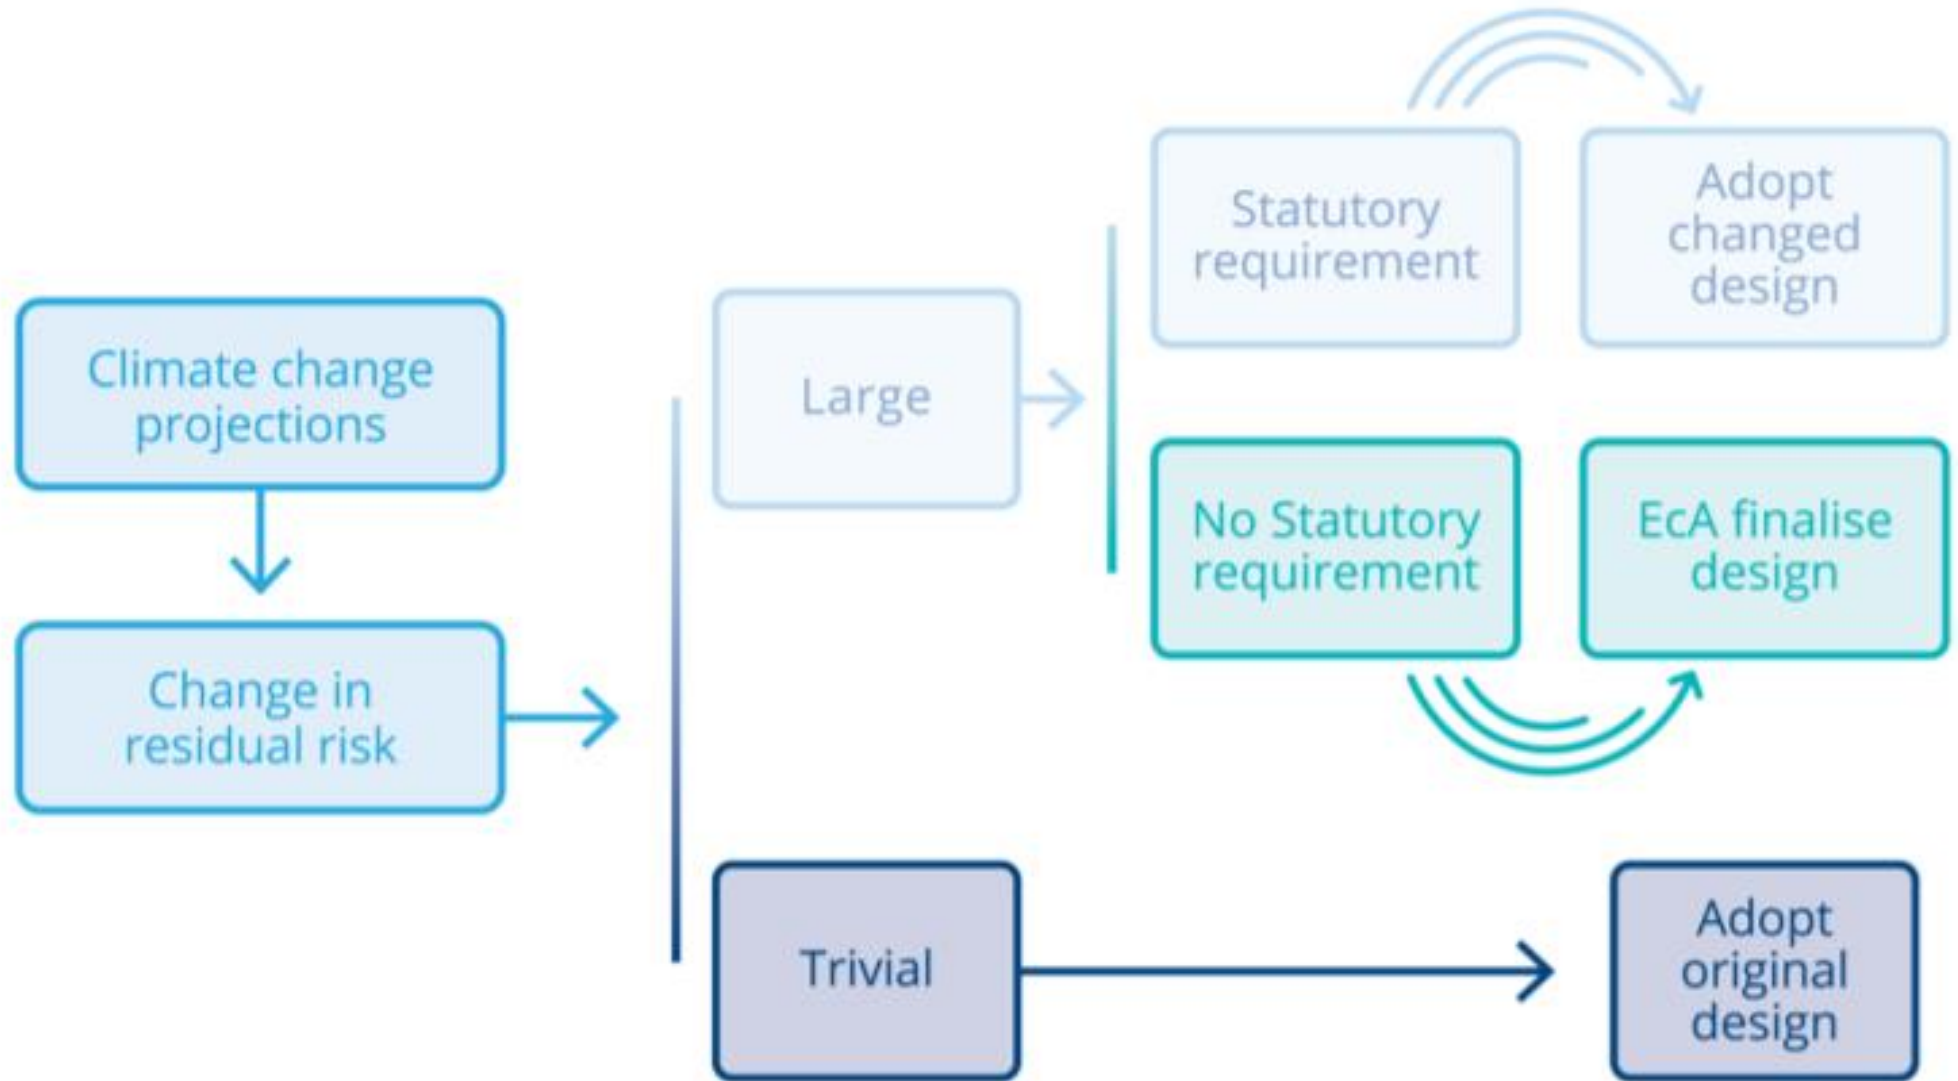 Climate change
projections
Change in
residual risk
Large
Trivial
Statutory
requirement
Adopt
changed
design
No Statutory
requirement
EcA finalise
design
Adopt
original
design